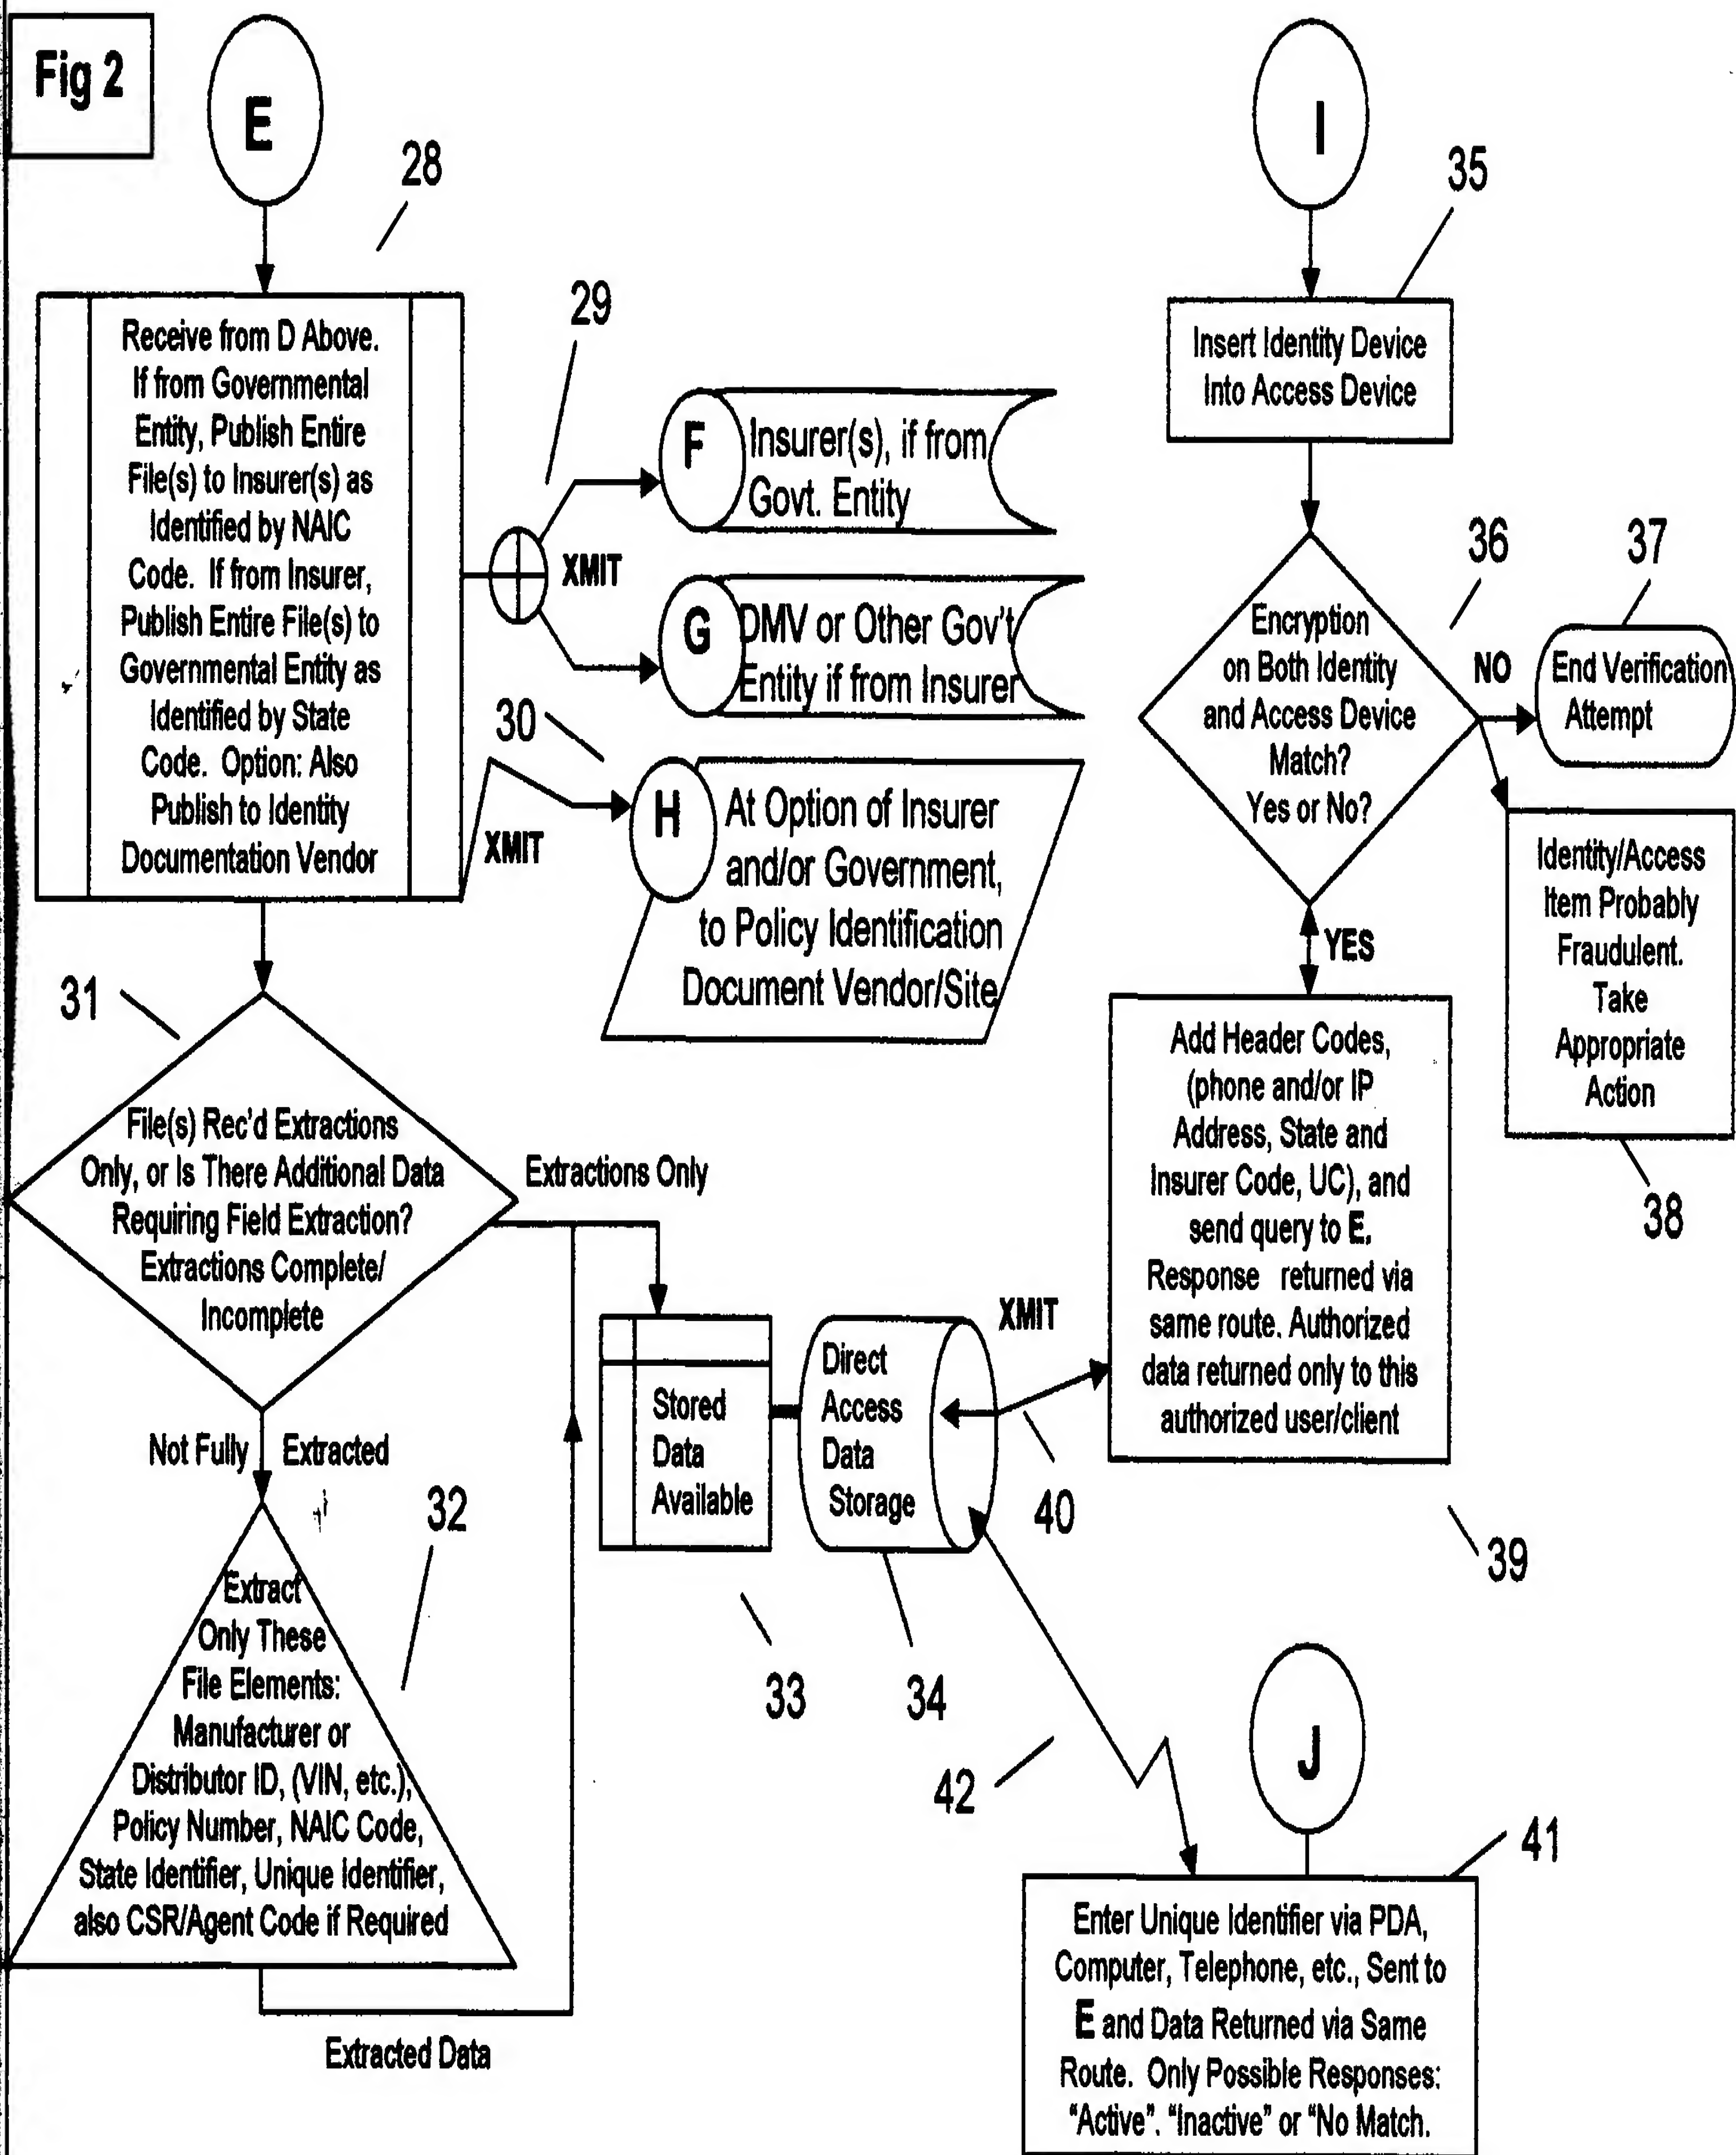 Fig 2
E
28
Receive from D Above.
If from Governmental
Entity, Publish Entire
File(s) to Insurer(s) as
Identified by NAIC
Code. If from Insurer,
Publish Entire File(s) to
Governmental Entity as
Identified by State
Code. Option: Also
Publish to Identity
Documentation Vendor
29
XMIT
F
Insurer(s), if from
Govt. Entity
G
DMV or Other Gov't
Entity if from Insurer
30
XMIT
H
At Option of Insurer
and/or Government,
to Policy Identification
Document Vendor/Site
31
File(s) Rec'd Extractions
Only, or Is There Additional Data
Requiring Field Extraction?
Extractions Complete/
Incomplete
Extractions Only
Not Fully Extracted
32
Extract
Only These
File Elements:
Manufacturer or
Distributor ID, (VIN, etc.),
Policy Number, NAIC Code,
State Identifier, Unique Identifier,
also CSR/Agent Code if Required
Extracted Data
Stored
Data
Available
33
Direct
Access
Data
Storage
34
XMIT
40
42
I
35
Insert Identity Device
Into Access Device
36
Encryption
on Both Identity
and Access Device
Match?
Yes or No?
NO
37
End Verification
Attempt
Identity/Access
Item Probably
Fraudulent.
Take
Appropriate
Action
38
YES
Add Header Codes,
(phone and/or IP
Address, State and
Insurer Code, UC), and
send query to E.
Response returned via
same route. Authorized
data returned only to this
authorized user/client
39
J
41
Enter Unique Identifier via PDA,
Computer, Telephone, etc., Sent to
E and Data Returned via Same
Route. Only Possible Responses:
"Active". "Inactive" or "No Match.